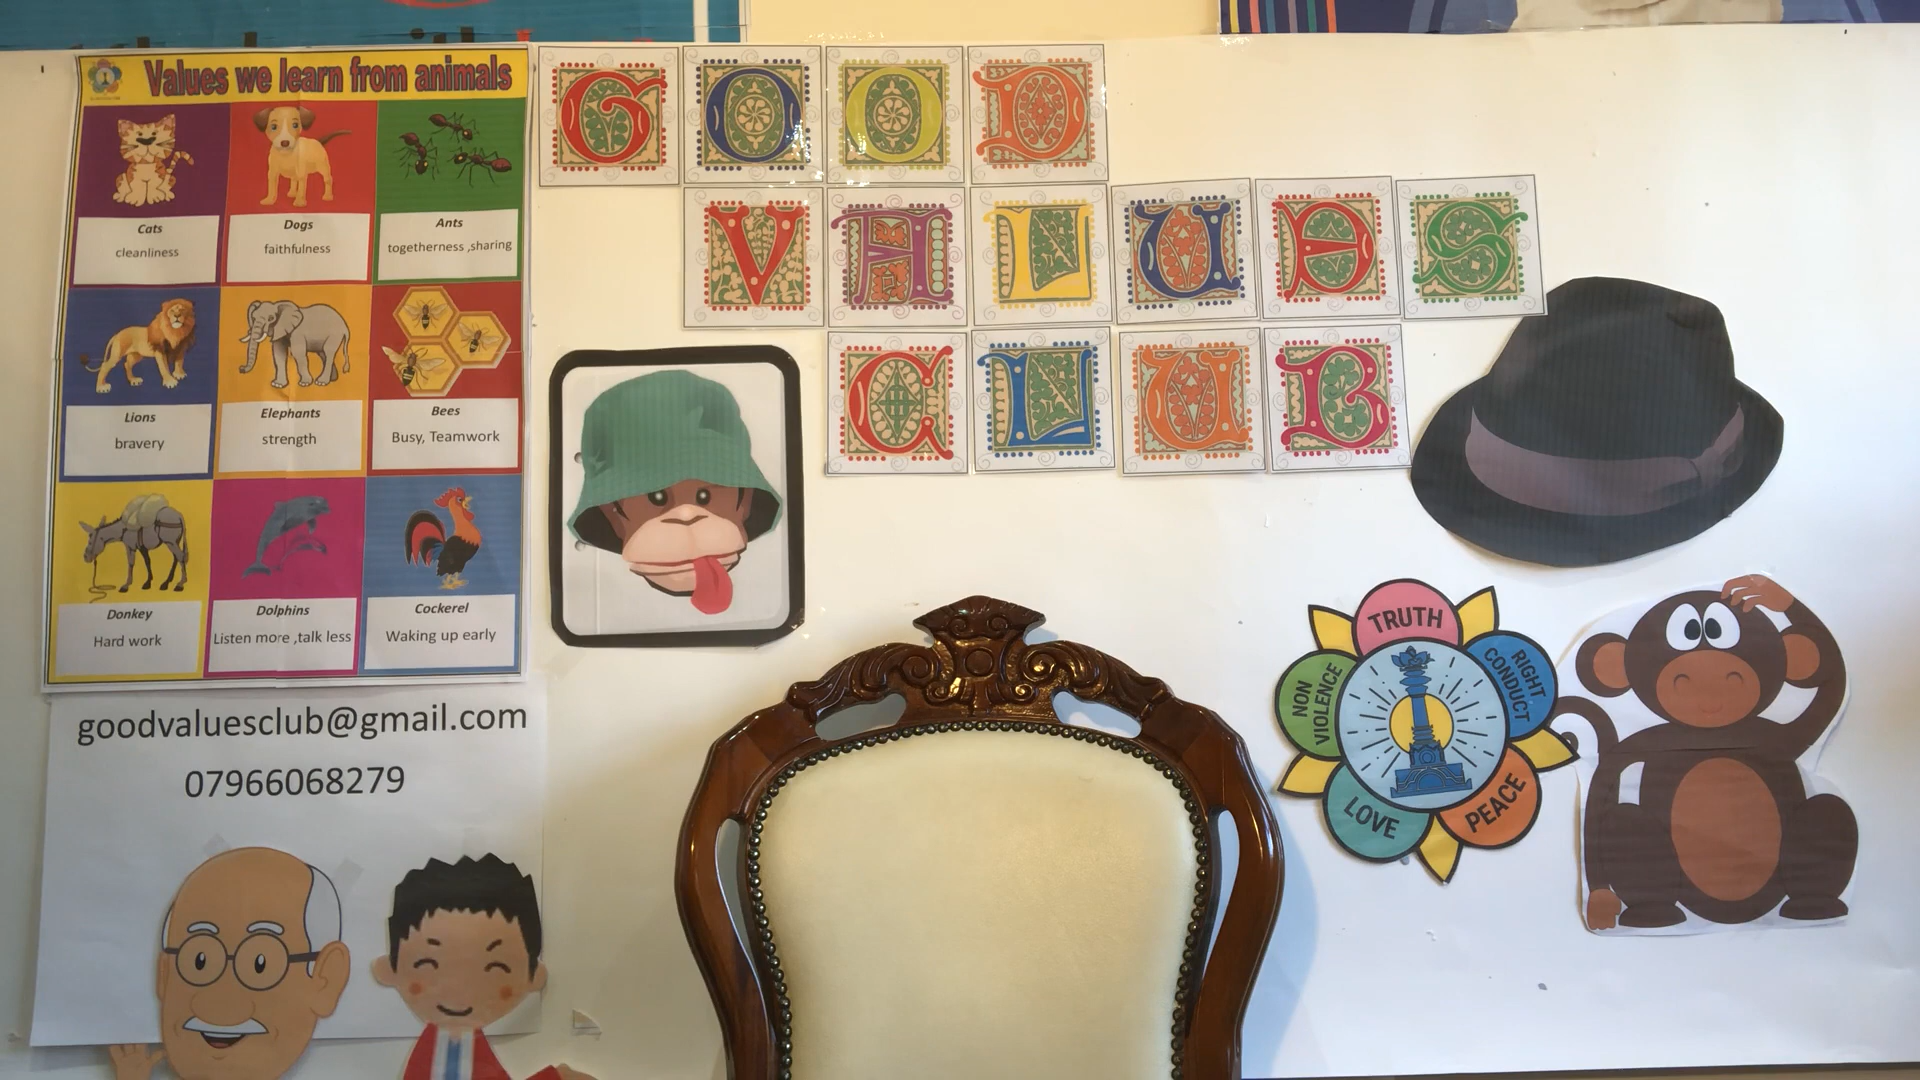 Values we learn from animals
Cats
cleanliness
Dogs
faithfulness
Ants
togetherness ,sharing
Lions
bravery
Elephants
strength
Bees
Busy, Teamwork
Donkey
Hard work
Dolphins
Listen more ,talk less
Cockerel
Waking up early
goodvaluesclub@gmail.com
07966068279
GOOD
VALUES
CLUB
TRUTH
RIGHT
CONDUCT
PEACE
LOVE
NON
VIOLENCE